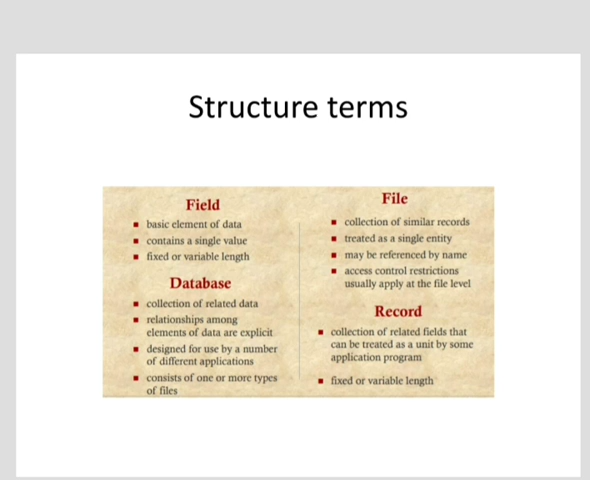 Structure terms
Field
▪ basic element of data
▪ contains a single value
▪ fixed or variable length
Database
▪ collection of related data
▪ relationships among
elements of data are explicit
▪ designed for use by a number
of different applications
▪ consists of one or more types
of files
File
▪ collection of similar records
▪ treated as a single entity
▪ may be referenced by name
▪ access control restrictions
usually apply at the file level
Record
▪ collection of related fields that
can be treated as a unit by some
application program
▪ fixed or variable length